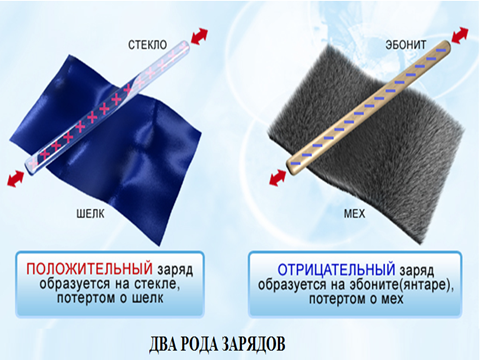 СТЕКЛО
ШЕЛК
ПОЛОЖИТЕЛЬНЫЙ заряд
образуется на стекле,
потертом о шелк
ЭБОНИТ
МЕХ
ОТРИЦАТЕЛЬНЫЙ заряд
образуется на эбоните(янтаре),
потертом о мех
ДВА РОДА ЗАРЯДОВ